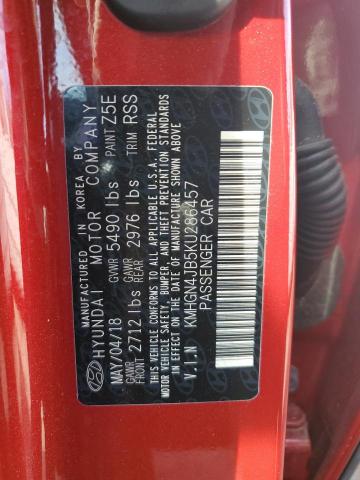 MANUFACTURED IN KOREA BY
HYUNDAI MOTOR COMPANY
MAY/04/18 GVWR 5490 lbs PAINT Z5E
GAWR FRONT 2712 lbs GAWR REAR 2976 lbs TRIM RSS
THIS VEHICLE CONFORMS TO ALL APPLICABLE U.S.A. FEDERAL
MOTOR VEHICLE SAFETY, BUMPER, AND THEFT PREVENTION STANDARDS
IN EFFECT ON THE DATE OF MANUFACTURE SHOWN ABOVE.
V.I.N KMHGN4JB5KU286457
PASSENGER CAR